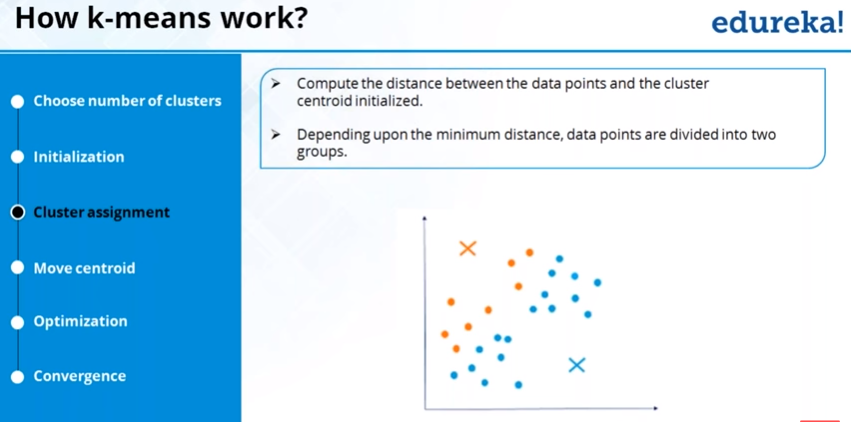 How k-means work?
edureka!
Choose number of clusters
Initialization
Cluster assignment
Move centroid
Optimization
Convergence
➢ Compute the distance between the data points and the cluster
centroid initialized.
➢ Depending upon the minimum distance, data points are divided into two
groups.